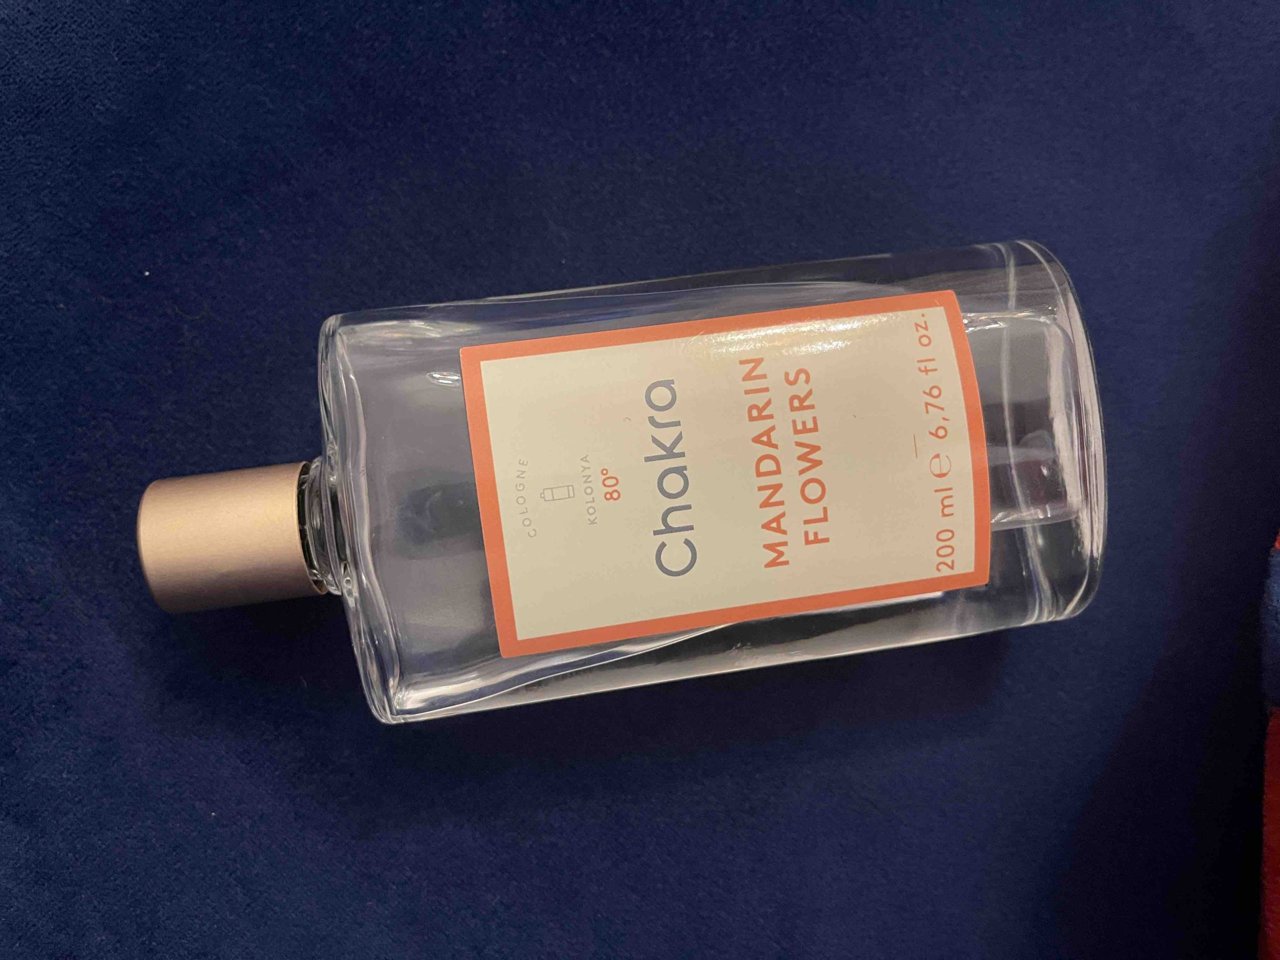 COLOGNE
KOLONYA
80°
Chakra
MANDARIN
FLOWERS
200 ml ℮ 6,76 fl oz.